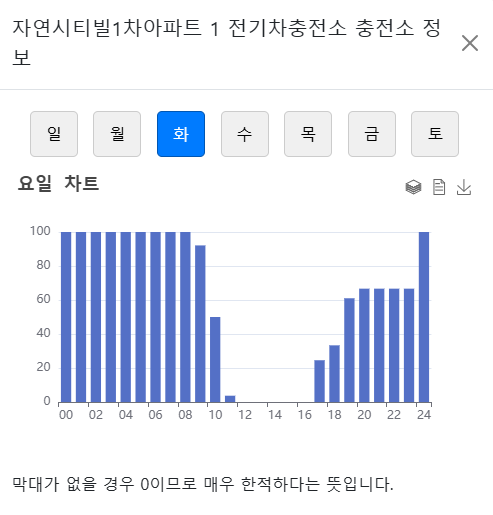 자연시티빌1차아파트 1 전기차충전소 충전소 정
보
일 월 화 수 목 금 토
요일 차트
100
80
60
40
20
0
00 02 04 06 08 10 12 14 16 18 20 22 24
막대가 없을 경우 0이므로 매우 한적하다는 뜻입니다.